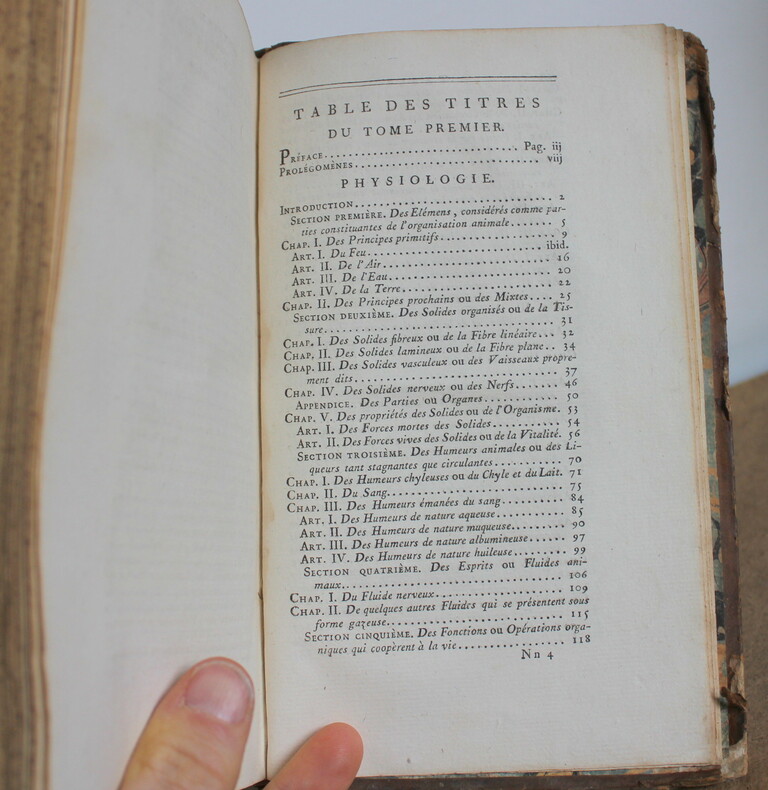 TABLE DES TITRES
DU TOME PREMIER.
PRÉFACE.............................. Pag. iij
PROLÉGOMÈNES............................. viij
PHYSIOLOGIE.
INTRODUCTION............................. 2
SECTION PREMIÈRE. Des Elémens, considérés comme par-
ties constituantes de l'organisation animale....... 5
CHAP. I. Des Principes primitifs................ 9
ART. I. Du Feu.......................... ibid.
ART. II. De l'Air.......................... 16
ART. III. De l'Eau......................... 20
ART. IV. De la Terre....................... 22
CHAP. II. Des Principes prochains ou des Mixtes.... 25
SECTION DEUXIÈME. Des Solides organisés ou de la Tis-
sure.................................. 31
CHAP. I. Des Solides fibreux ou de la Fibre linéaire... 32
CHAP. II. Des Solides lamineux ou de la Fibre plane.. 34
CHAP. III. Des Solides vasculeux ou des Vaisseaux propre-
ment dits............................. 37
CHAP. IV. Des Solides nerveux ou des Nerfs....... 46
APPENDICE. Des Parties ou Organes............ 50
CHAP. V. Des propriétés des Solides ou de l'Organisme. 53
ART. I. Des Forces mortes des Solides......... 54
ART. II. Des Forces vives des Solides ou de la Vitalité. 56
SECTION TROISIÈME. Des Humeurs animales ou des Li-
queurs tant stagnantes que circulantes.......... 70
CHAP. I. Des Humeurs chyleuses ou du Chyle et du Lait. 71
CHAP. II. Du Sang......................... 75
CHAP. III. Des Humeurs émanées du sang........ 84
ART. I. Des Humeurs de nature aqueuse......... 85
ART. II. Des Humeurs de nature muqueuse....... 90
ART. III. Des Humeurs de nature albumineuse..... 97
ART. IV. Des Humeurs de nature huileuse....... 99
SECTION QUATRIÈME. Des Esprits ou Fluides ani-
maux................................ 106
CHAP. I. Du Fluide nerveux.................. 109
CHAP. II. De quelques autres Fluides qui se présentent sous
forme gazeuse.......................... 115
SECTION CINQUIÈME. Des Fonctions ou Opérations orga-
niques qui coopèrent à la vie............... 118
Nn 4